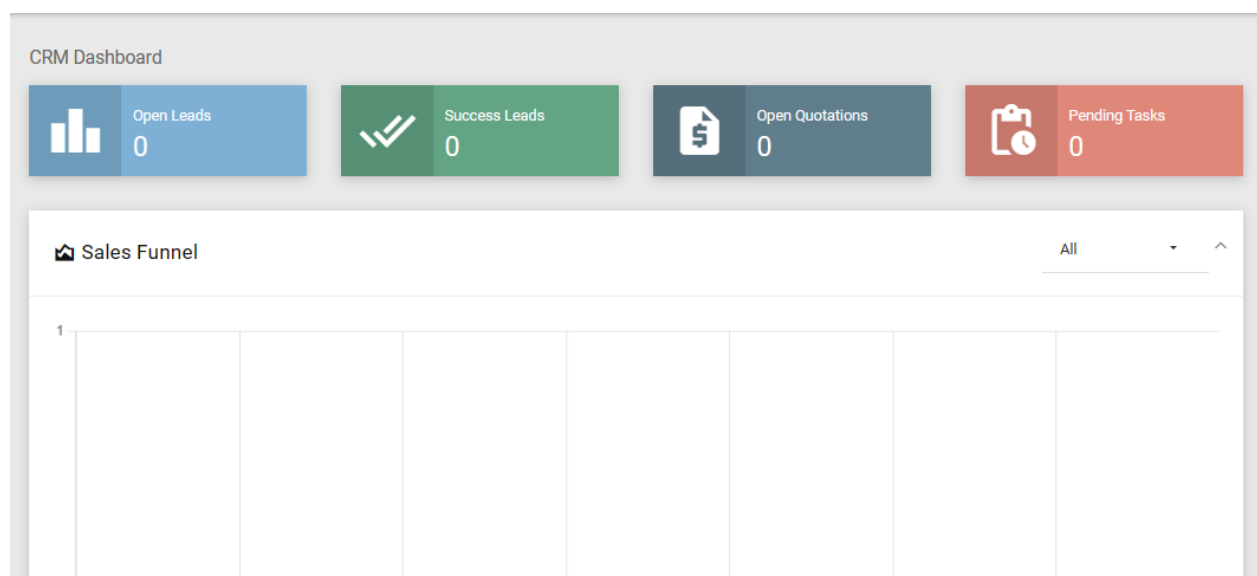 CRM Dashboard
Open Leads
0
Success Leads
0
Open Quotations
0
Pending Tasks
0
Sales Funnel
All
1